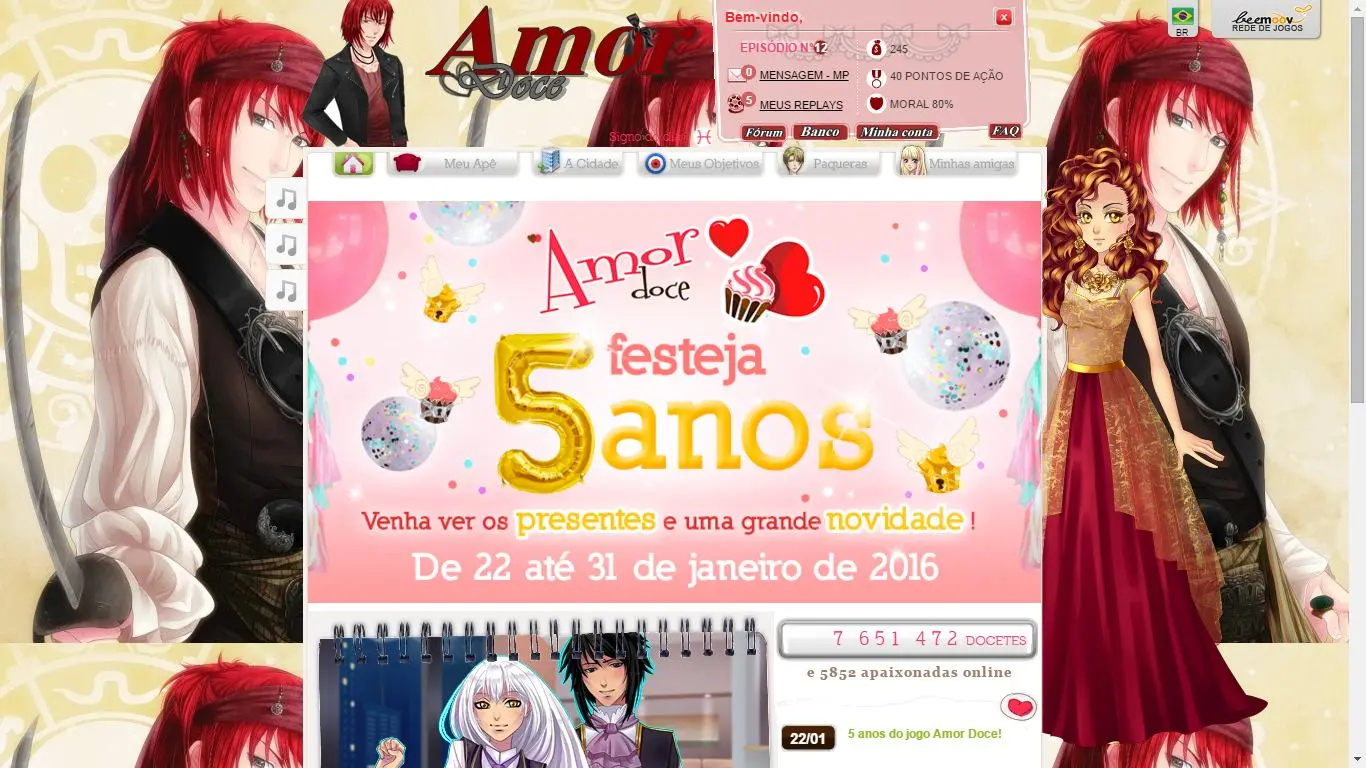 Amor
Doce
Signo do dia:
Bem-vindo,
x
EPISÓDIO N°12
245
0
MENSAGEM - MP
40 PONTOS DE AÇÃO
5
MEUS REPLAYS
MORAL 80%
Fórum
Banco
Minha conta
FAQ
BR
beemoov
REDE DE JOGOS
Meu Apê
A Cidade
Meus Objetivos
Paqueras
Minhas amigas
Amor
doce
festeja
5 anos
Venha ver os presentes e uma grande novidade !
De 22 até 31 de janeiro de 2016
7 651 472 DOCETES
e 5852 apaixonadas online
22/01
5 anos do jogo Amor Doce!